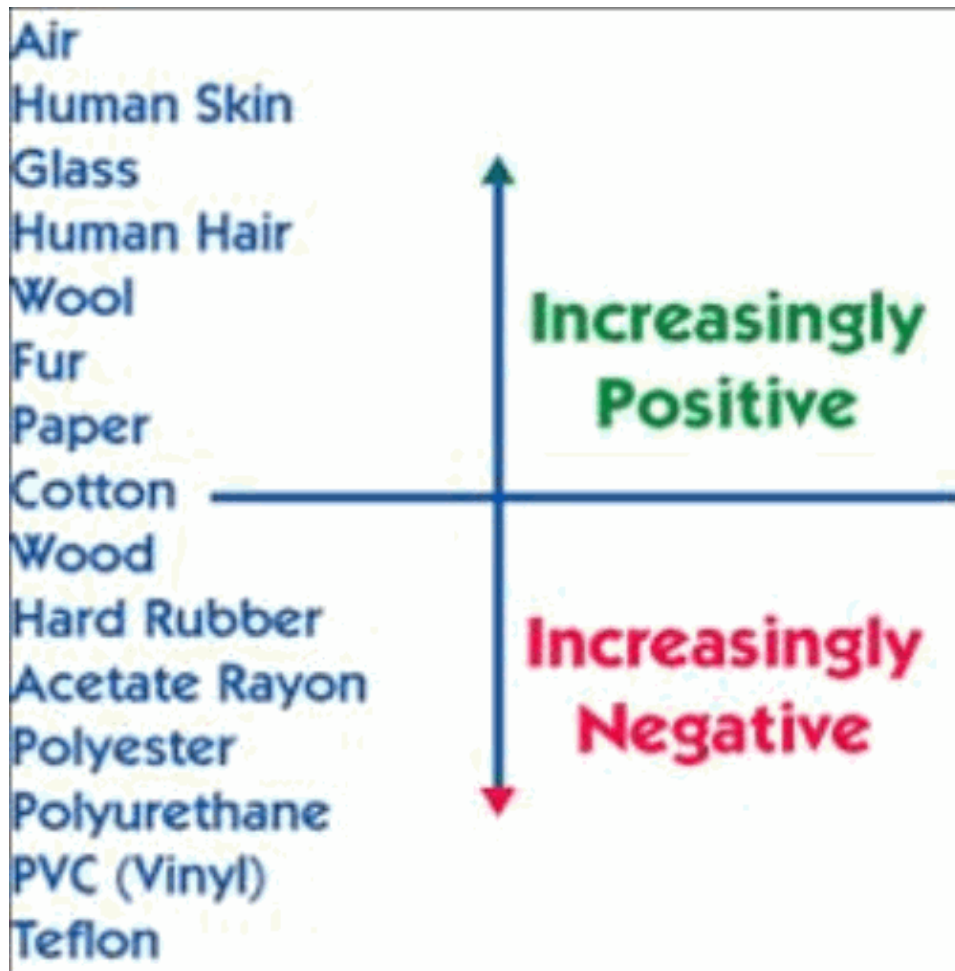 Air
Human Skin
Glass
Human Hair
Wool
Fur
Paper
Cotton
Wood
Hard Rubber
Acetate Rayon
Polyester
Polyurethane
PVC (Vinyl)
Teflon
Increasingly
Positive
Increasingly
Negative